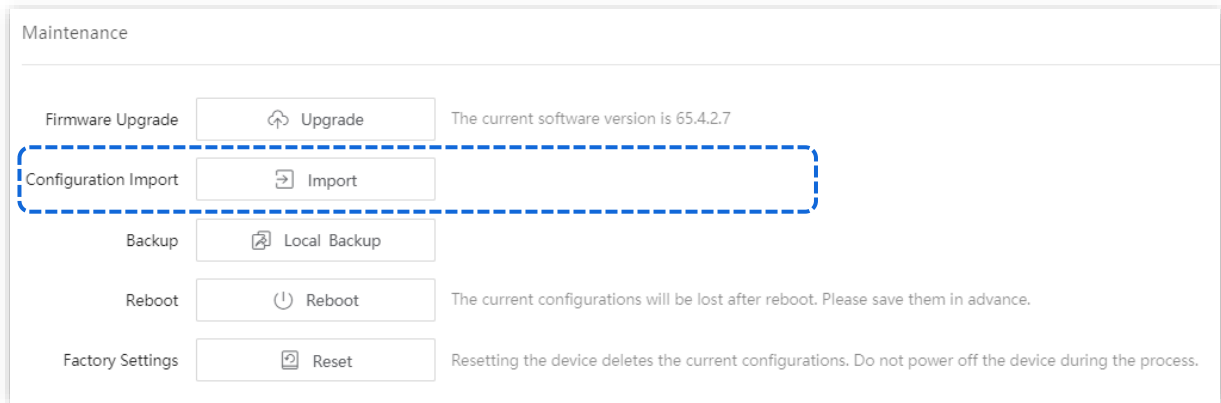 Maintenance
Firmware Upgrade Upgrade The current software version is 65.4.2.7
Configuration Import Import
Backup Local Backup
Reboot Reboot The current configurations will be lost after reboot. Please save them in advance.
Factory Settings Reset Resetting the device deletes the current configurations. Do not power off the device during the process.